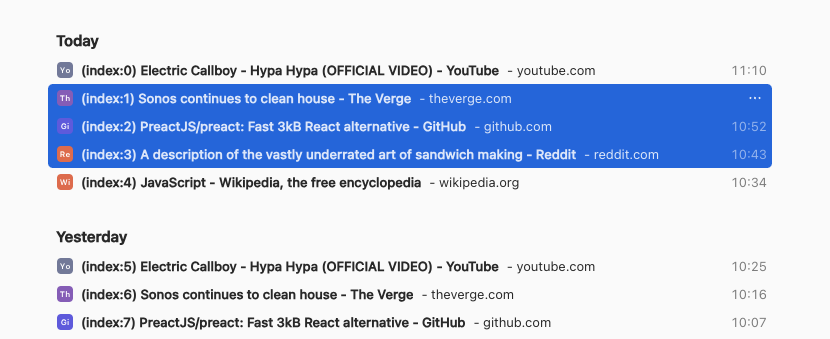 Today
Yo (index:0) Electric Callboy - Hypa Hypa (OFFICIAL VIDEO) - YouTube - youtube.com 11:10
Th (index:1) Sonos continues to clean house - The Verge - theverge.com ...
Gi (index:2) PreactJS/preact: Fast 3kB React alternative - GitHub - github.com 10:52
Re (index:3) A description of the vastly underrated art of sandwich making - Reddit - reddit.com 10:43
Wi (index:4) JavaScript - Wikipedia, the free encyclopedia - wikipedia.org 10:34
Yesterday
Yo (index:5) Electric Callboy - Hypa Hypa (OFFICIAL VIDEO) - YouTube - youtube.com 10:25
Th (index:6) Sonos continues to clean house - The Verge - theverge.com 10:16
Gi (index:7) PreactJS/preact: Fast 3kB React alternative - GitHub - github.com 10:07